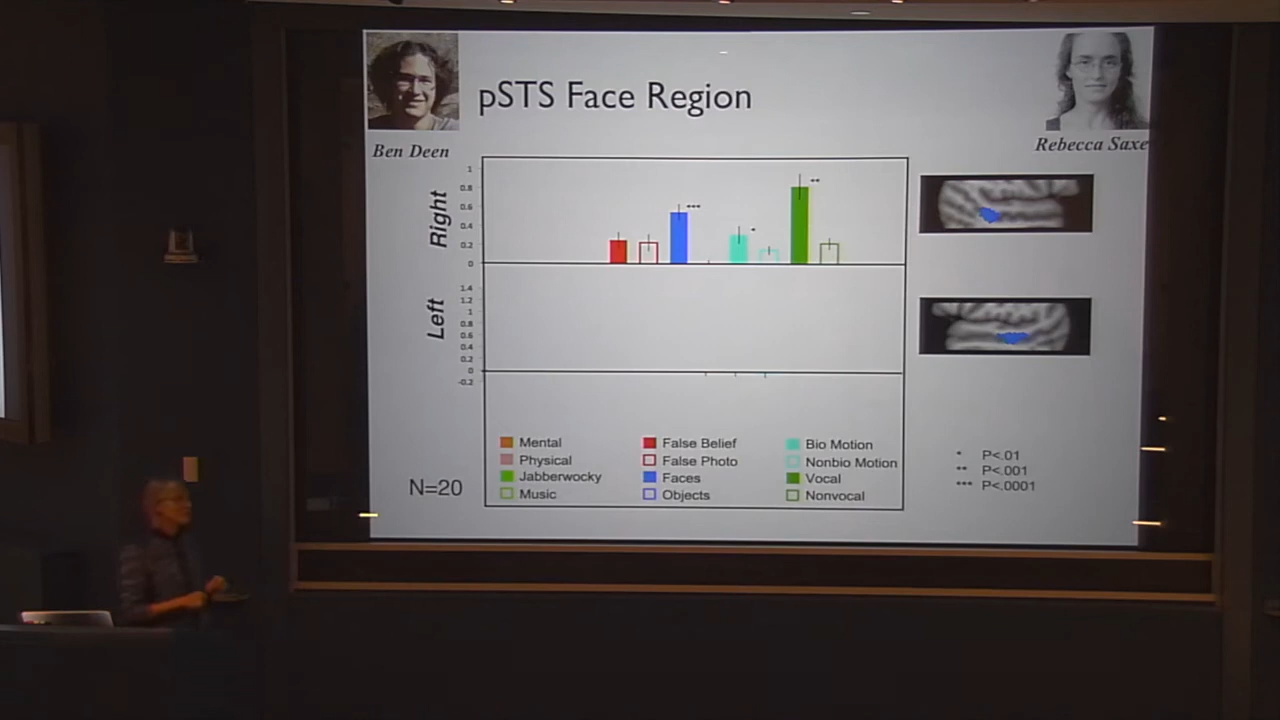 pSTS Face Region
Ben Deen
Rebecca Saxe
Right
1
0.8
0.6
0.4
0.2
0
***
*
**
Left
1.4
1.2
1
0.8
0.6
0.4
0.2
0
-0.2
Mental
Physical
Jabberwocky
Music
False Belief
False Photo
Faces
Objects
Bio Motion
Nonbio Motion
Vocal
Nonvocal
* P<.01
** P<.001
*** P<.0001
N=20